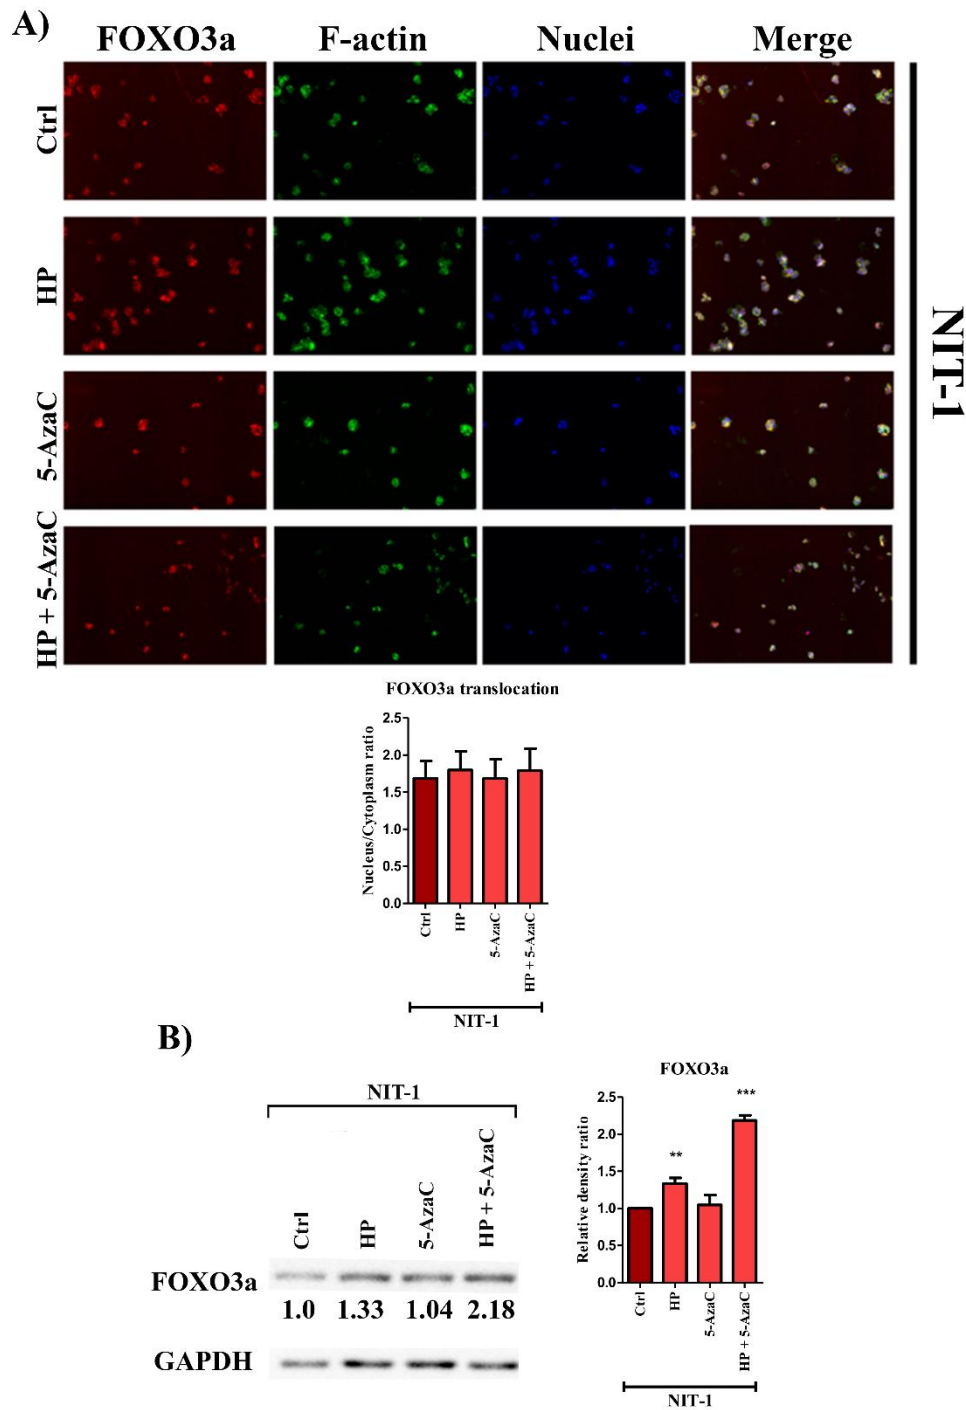 A)
FOXO3a F-actin Nuclei Merge
Ctrl
HP
5-AzaC
HP + 5-AzaC
NIT-1
FOXO3a translocation
Nucleus/Cytoplasm ratio
2.5
2.0
1.5
1.0
0.5
0.0
Ctrl HP 5-AzaC HP + 5-AzaC
NIT-1
B)
NIT-1
Ctrl HP 5-AzaC HP + 5-AzaC
FOXO3a
1.0 1.33 1.04 2.18
GAPDH
FOXO3a
Relative density ratio
2.5
2.0
1.5
1.0
0.5
0.0
**
***
Ctrl HP 5-AzaC HP + 5-AzaC
NIT-1